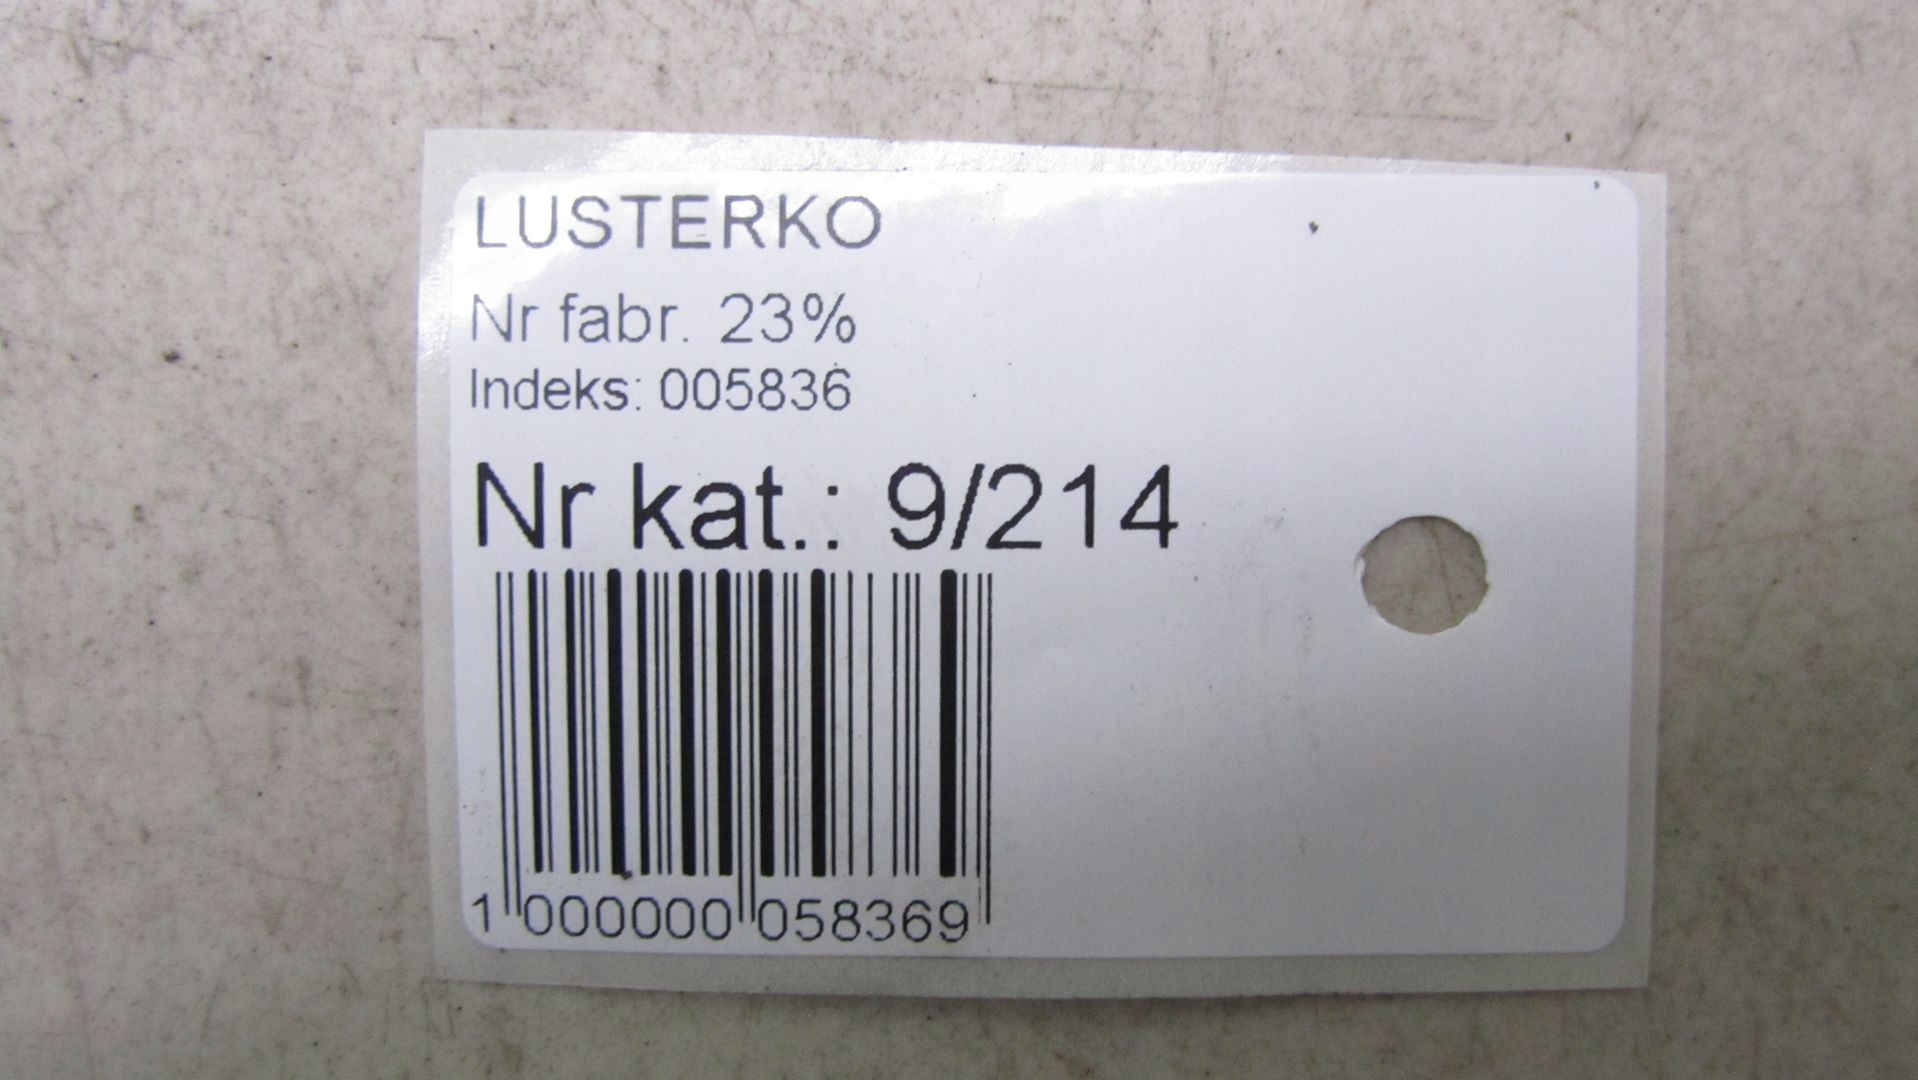 LUSTERKO
Nr fabr. 23%
Indeks: 005836
Nr kat.: 9/214
1 000000 058369